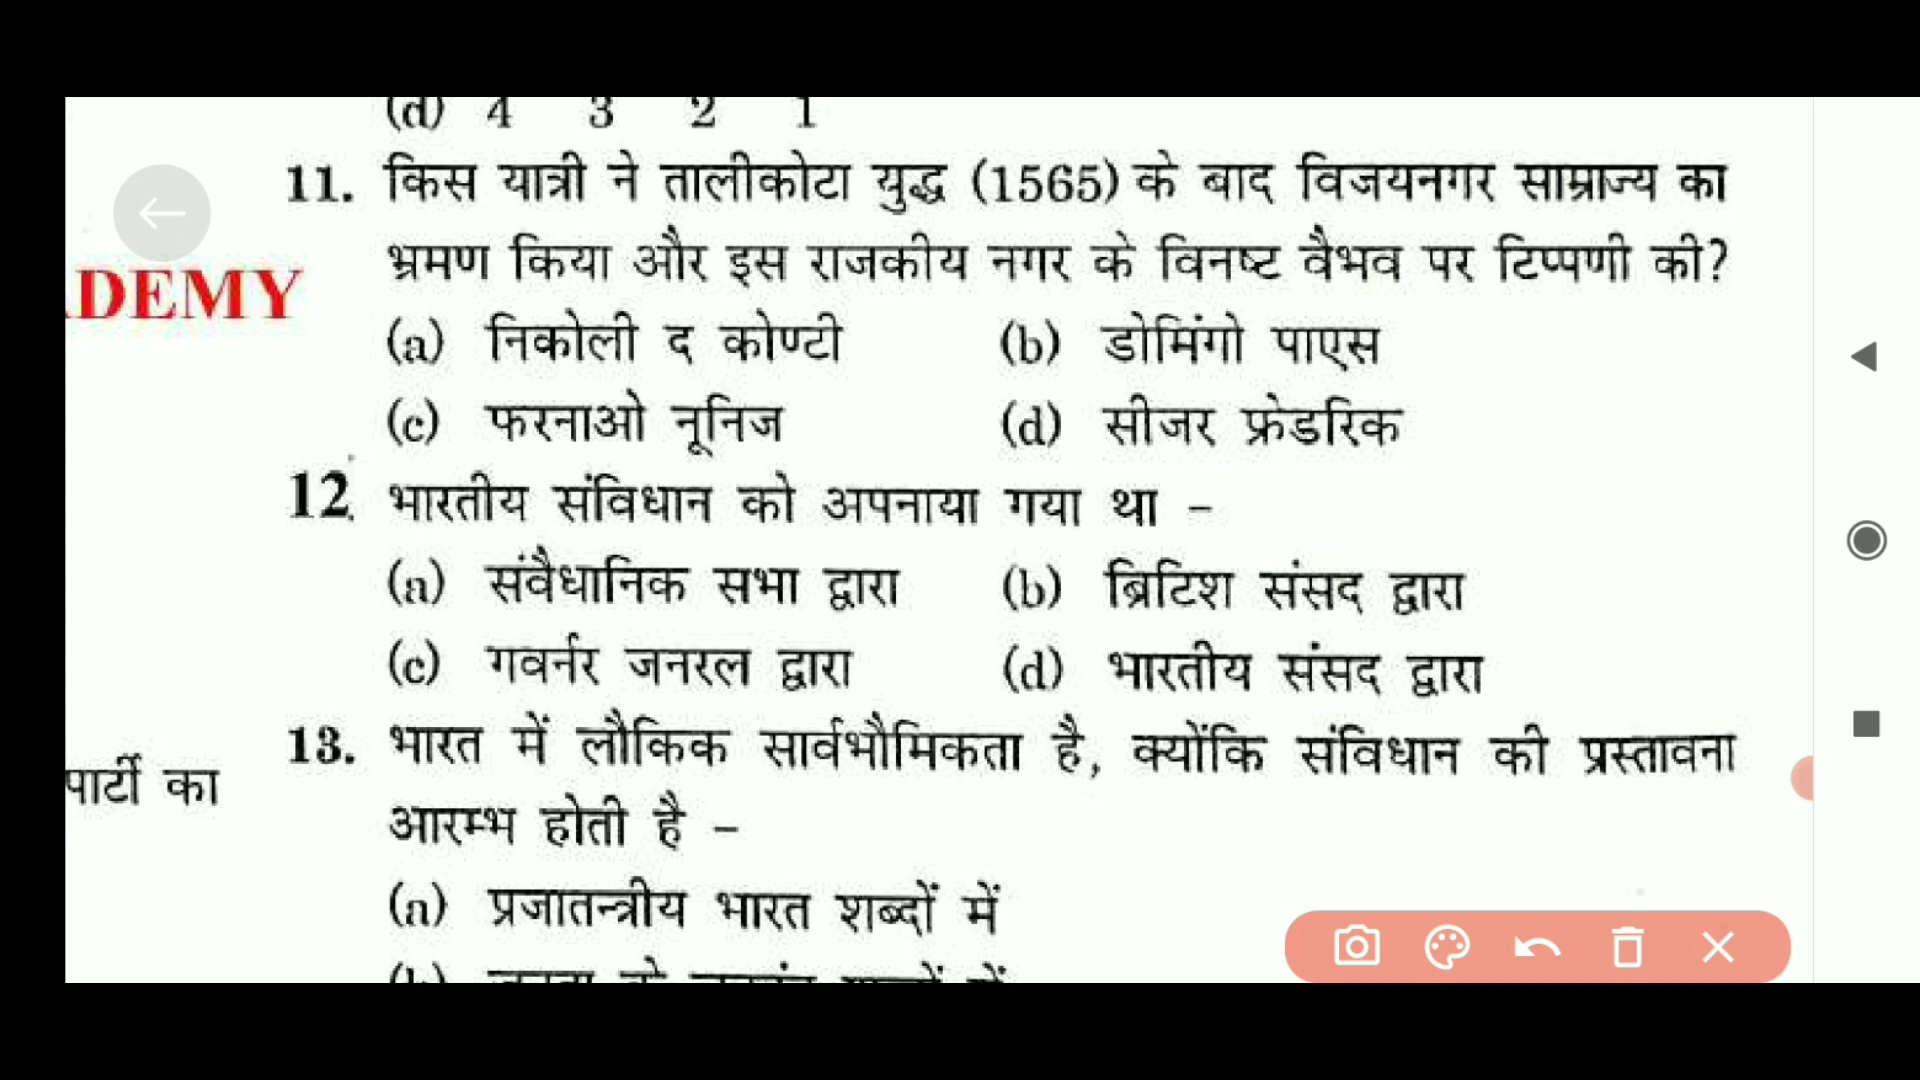 (d) 4 3 2 1
11. किस यात्री ने तालीकोटा युद्ध (1565) के बाद विजयनगर साम्राज्य का
भ्रमण किया और इस राजकीय नगर के विनष्ट वैभव पर टिप्पणी की?
DEMY
(a) निकोली द कोण्टी (b) डोमिंगो पाएस
(c) फरनाओ नूनिज (d) सीजर फ्रेडरिक
12. भारतीय संविधान को अपनाया गया था –
(a) संवैधानिक सभा द्वारा (b) ब्रिटिश संसद द्वारा
(c) गवर्नर जनरल द्वारा (d) भारतीय संसद द्वारा
13. भारत में लौकिक सार्वभौमिकता है, क्योंकि संविधान की प्रस्तावना
पार्टी का
आरम्भ होती है –
(a) प्रजातन्त्रीय भारत शब्दों में